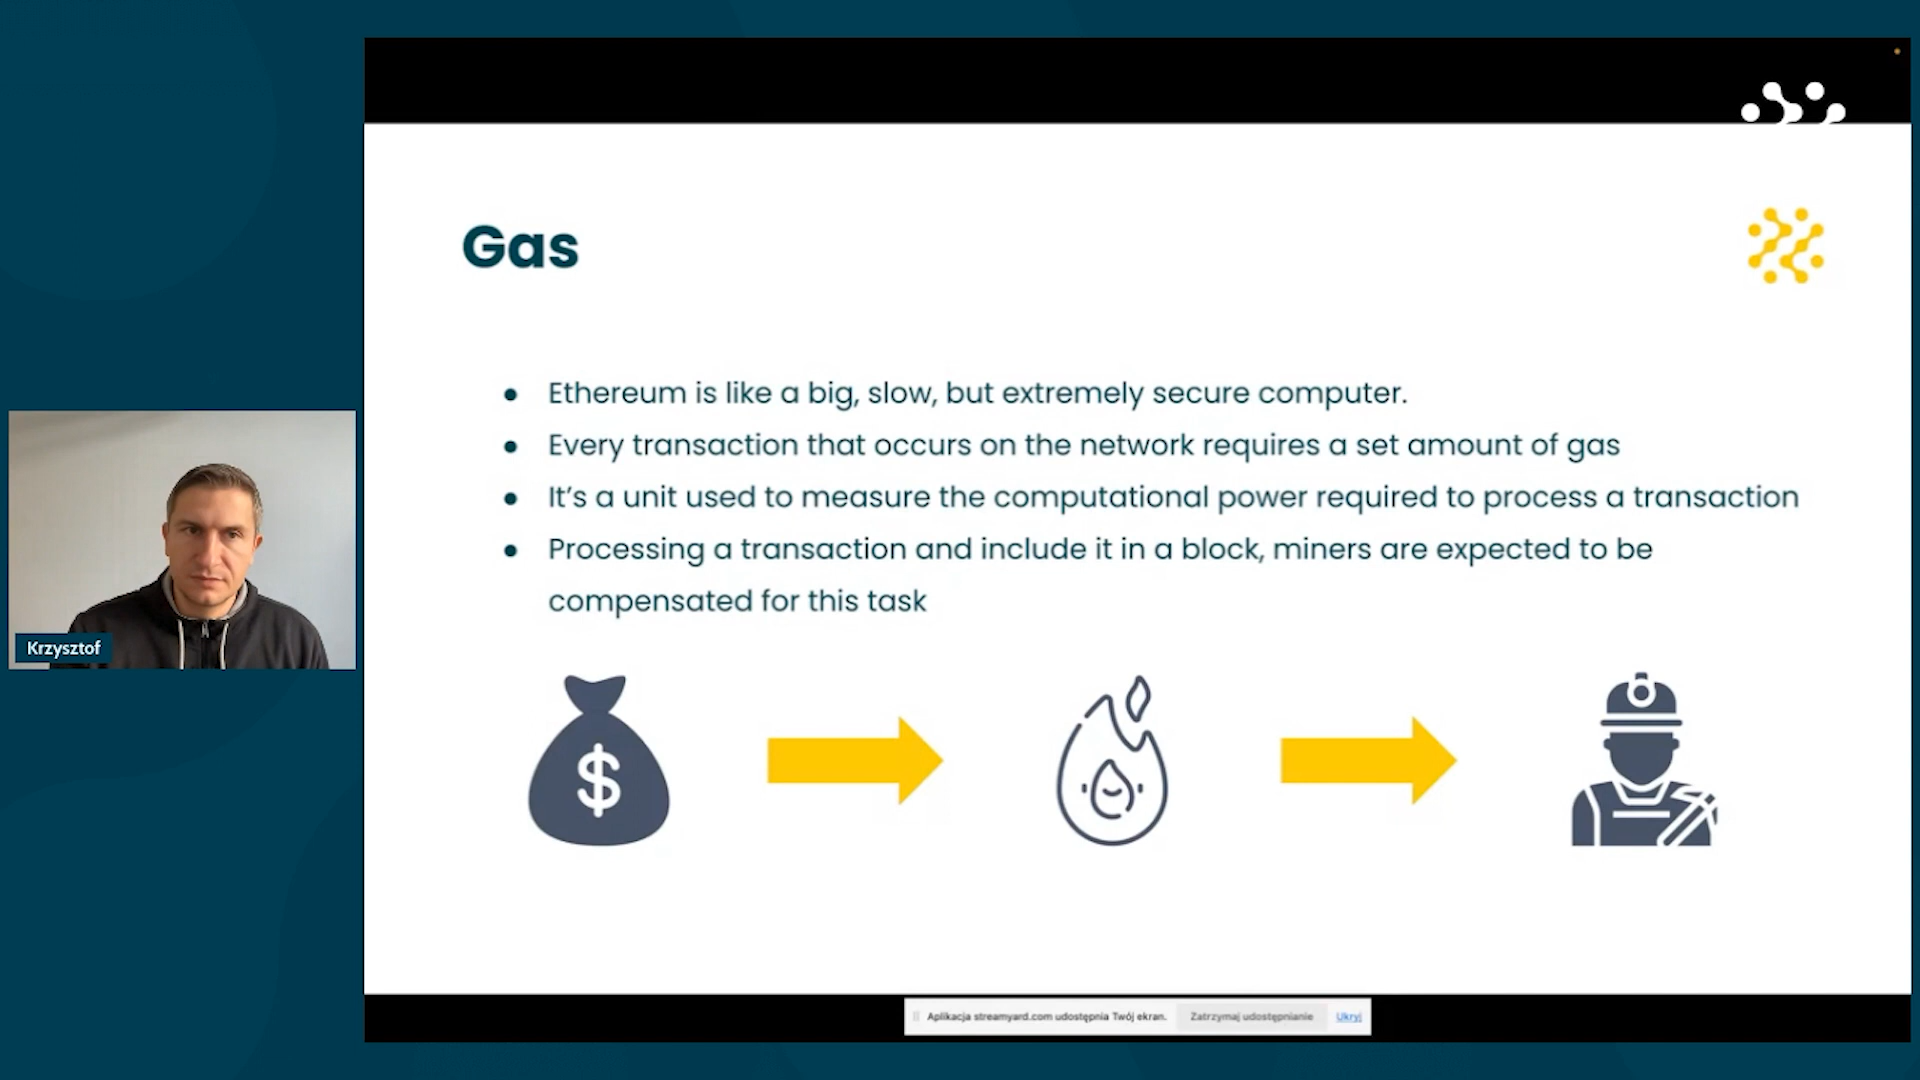 Gas
● Ethereum is like a big, slow, but extremely secure computer.
● Every transaction that occurs on the network requires a set amount of gas
● It's a unit used to measure the computational power required to process a transaction
● Processing a transaction and include it in a block, miners are expected to be
compensated for this task
$
Krzysztof
Aplikacja streamyard.com udostępnia Twój ekran. Zatrzymaj udostępnianie Ukryj